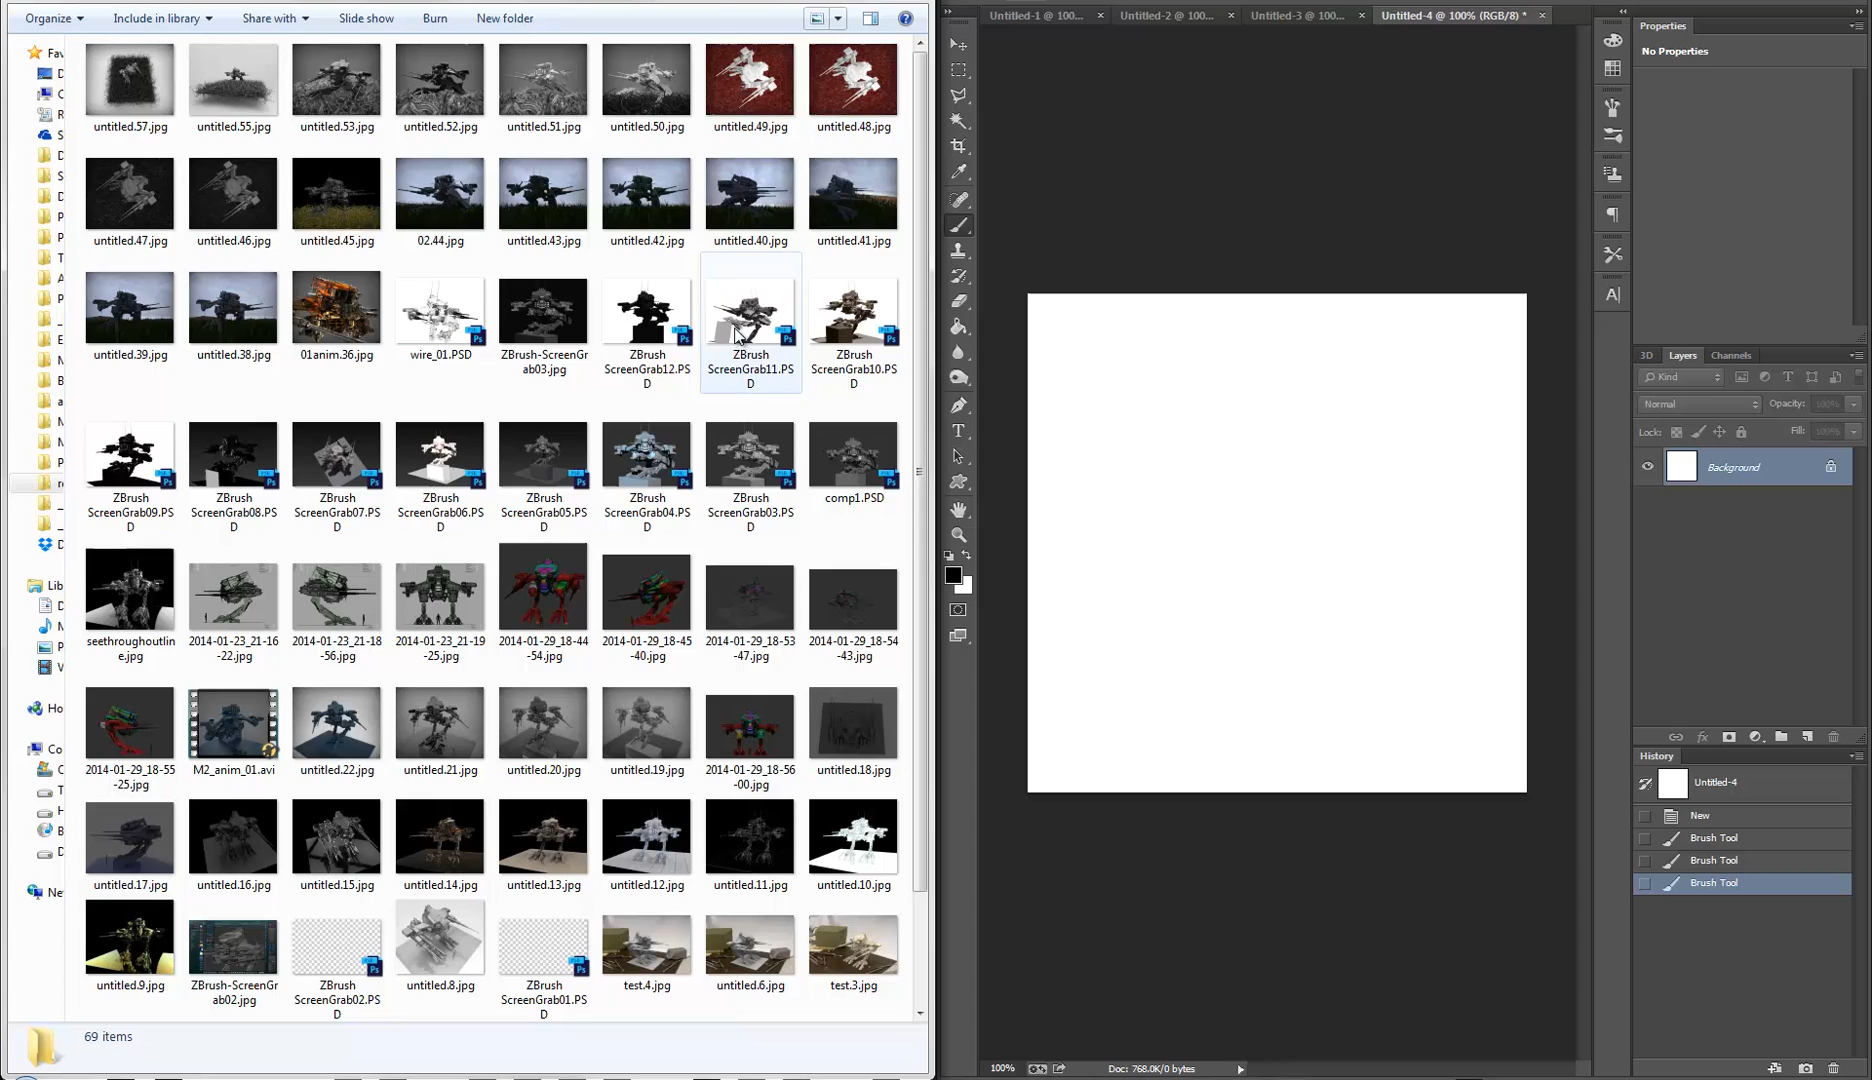 Organize Include in library Share with Slide show Burn New folder
Untitled-1 @ 100... Untitled-2 @ 100... Untitled-3 @ 100... Untitled-4 @ 100% (RGB/8) *
Properties
No Properties
Fav
untitled.57.jpg untitled.55.jpg untitled.53.jpg untitled.52.jpg untitled.51.jpg untitled.50.jpg untitled.49.jpg untitled.48.jpg
untitled.47.jpg untitled.46.jpg untitled.45.jpg 02.44.jpg untitled.43.jpg untitled.42.jpg untitled.40.jpg untitled.41.jpg
untitled.39.jpg untitled.38.jpg 01anim.36.jpg wire_01.PSD ZBrush-ScreenGrab03.jpg ZBrush ScreenGrab12.PSD ZBrush ScreenGrab11.PSD ZBrush ScreenGrab10.PSD
ZBrush ScreenGrab09.PSD ZBrush ScreenGrab08.PSD ZBrush ScreenGrab07.PSD ZBrush ScreenGrab06.PSD ZBrush ScreenGrab05.PSD ZBrush ScreenGrab04.PSD ZBrush ScreenGrab03.PSD comp1.PSD
seethroughoutline.jpg 2014-01-23_21-16-22.jpg 2014-01-23_21-18-56.jpg 2014-01-23_21-19-25.jpg 2014-01-29_18-44-54.jpg 2014-01-29_18-45-40.jpg 2014-01-29_18-53-47.jpg 2014-01-29_18-54-43.jpg
2014-01-29_18-55-25.jpg M2_anim_01.avi untitled.22.jpg untitled.21.jpg untitled.20.jpg untitled.19.jpg 2014-01-29_18-56-00.jpg untitled.18.jpg
untitled.17.jpg untitled.16.jpg untitled.15.jpg untitled.14.jpg untitled.13.jpg untitled.12.jpg untitled.11.jpg untitled.10.jpg
untitled.9.jpg ZBrush-ScreenGrab02.jpg ZBrush ScreenGrab02.PSD untitled.8.jpg ZBrush ScreenGrab01.PSD test.4.jpg untitled.6.jpg test.3.jpg
Lib
Ho
Co
Ne
69 items
3D Layers Channels
Kind
Normal Opacity: 100%
Lock: Fill: 100%
Background
History
Untitled-4
New
Brush Tool
Brush Tool
Brush Tool
100% Doc: 768.0K/0 bytes